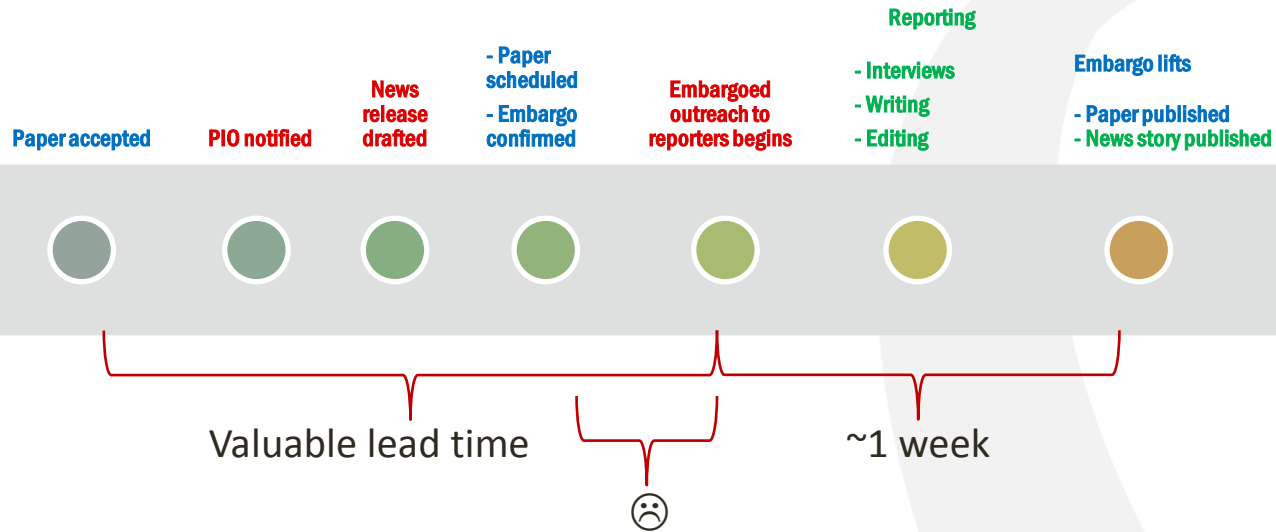 Paper accepted
PIO notified
News
release
drafted
- Paper
scheduled
- Embargo
confirmed
Embargoed
outreach to
reporters begins
Reporting
- Interviews
- Writing
- Editing
Embargo lifts
- Paper published
- News story published
Valuable lead time
~1 week
☹